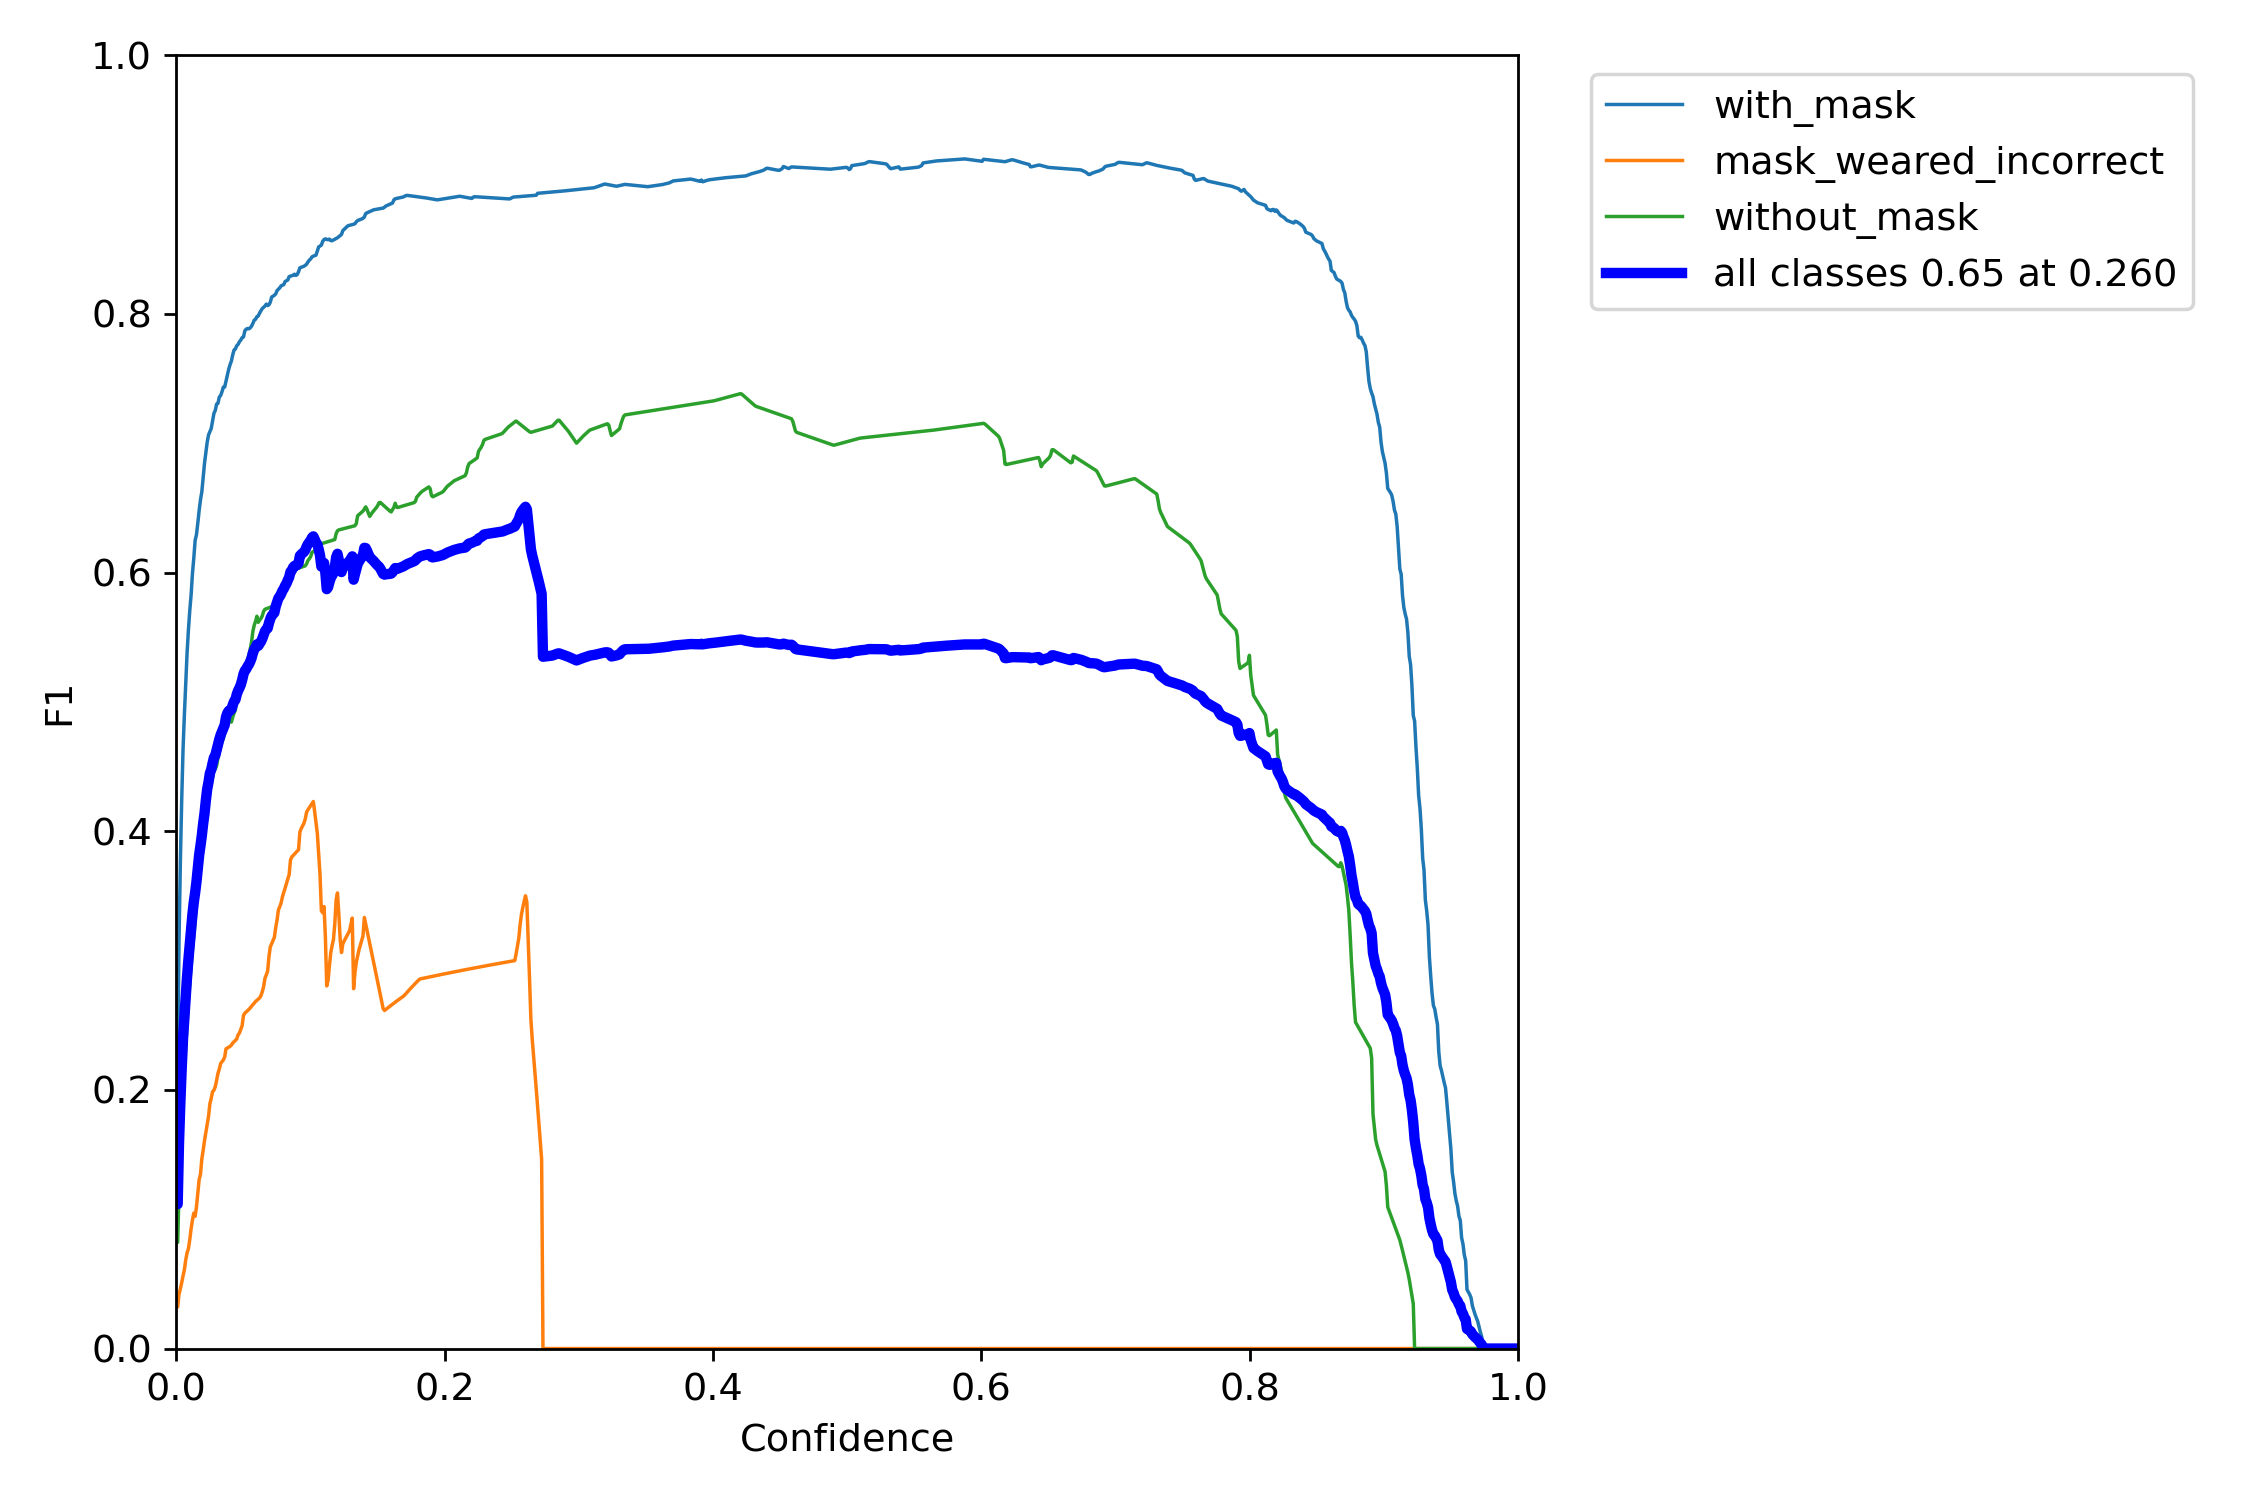 1.0
0.8
0.6
0.4
0.2
0.0
0.0 0.2 0.4 0.6 0.8 1.0
F1
Confidence
with_mask
mask_weared_incorrect
without_mask
all classes 0.65 at 0.260